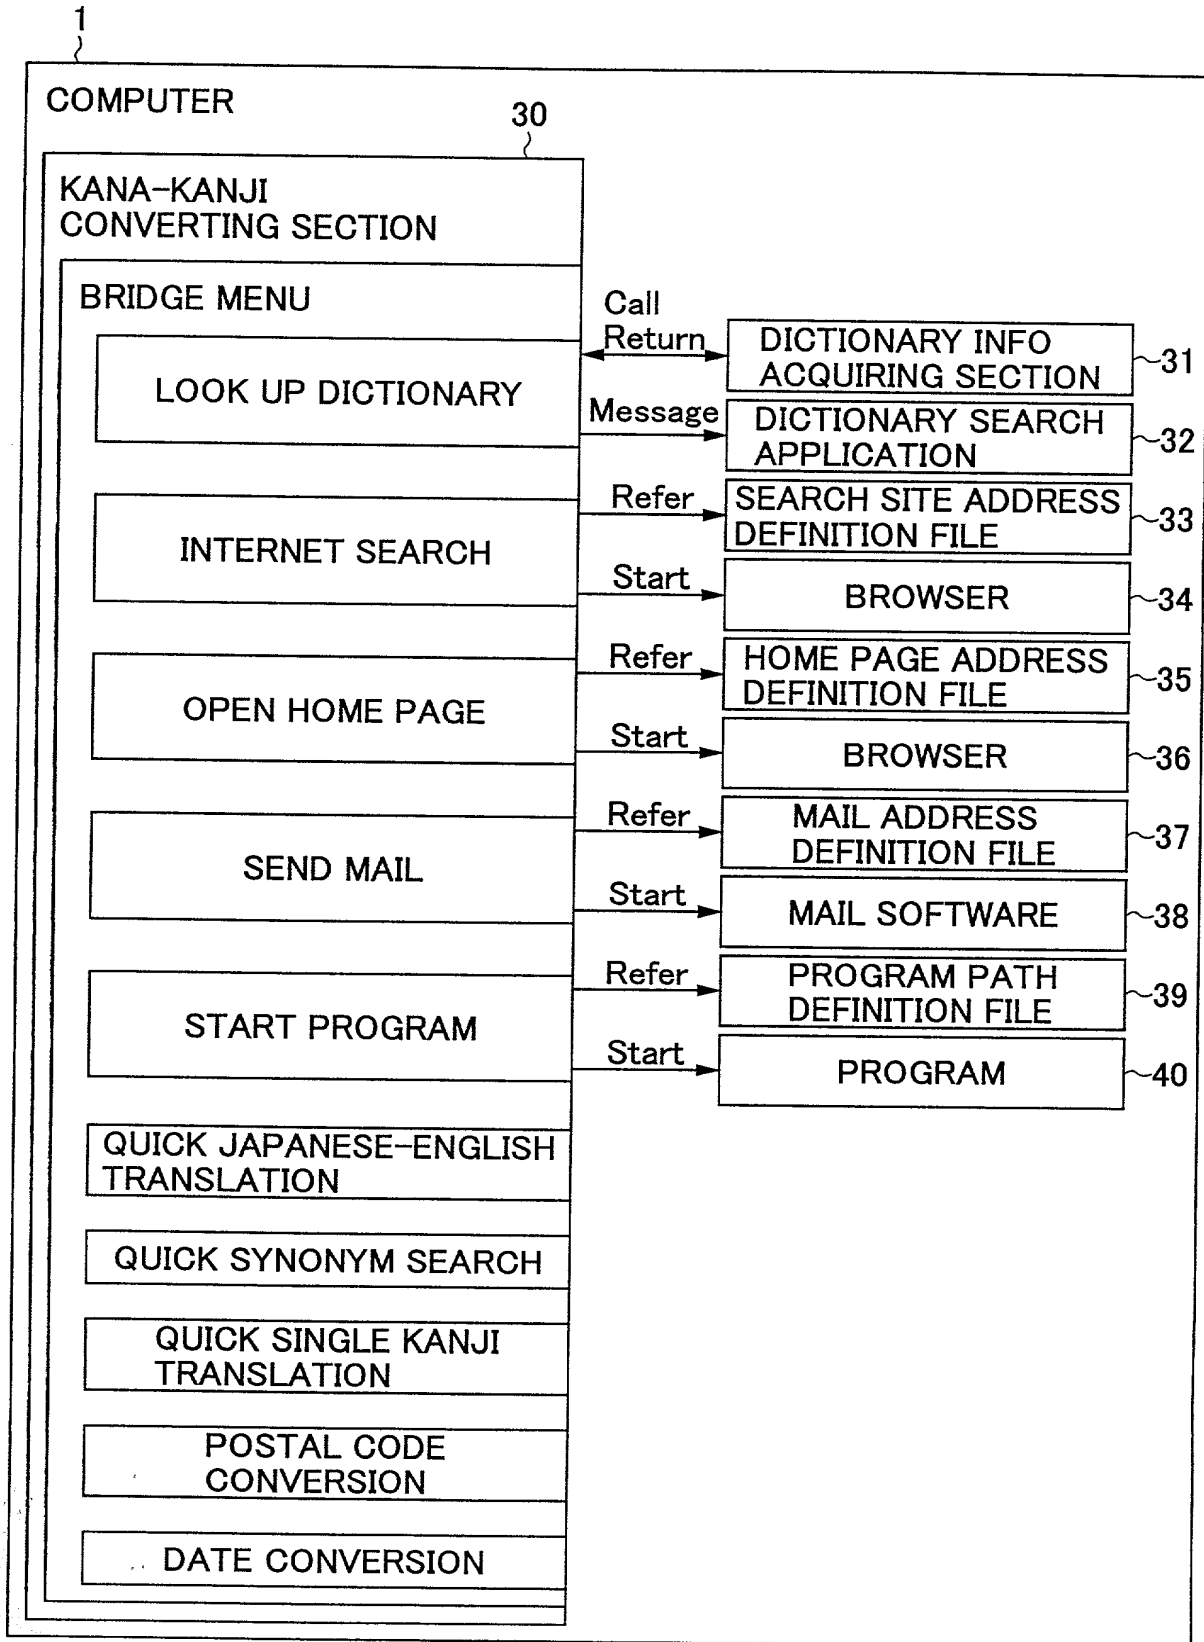 1
COMPUTER
30
KANA-KANJI
CONVERTING SECTION
BRIDGE MENU
LOOK UP DICTIONARY
Call
Return
DICTIONARY INFO
ACQUIRING SECTION
31
Message
DICTIONARY SEARCH
APPLICATION
32
INTERNET SEARCH
Refer
SEARCH SITE ADDRESS
DEFINITION FILE
33
Start
BROWSER
34
OPEN HOME PAGE
Refer
HOME PAGE ADDRESS
DEFINITION FILE
35
Start
BROWSER
36
SEND MAIL
Refer
MAIL ADDRESS
DEFINITION FILE
37
Start
MAIL SOFTWARE
38
START PROGRAM
Refer
PROGRAM PATH
DEFINITION FILE
39
Start
PROGRAM
40
QUICK JAPANESE-ENGLISH
TRANSLATION
QUICK SYNONYM SEARCH
QUICK SINGLE KANJI
TRANSLATION
POSTAL CODE
CONVERSION
DATE CONVERSION